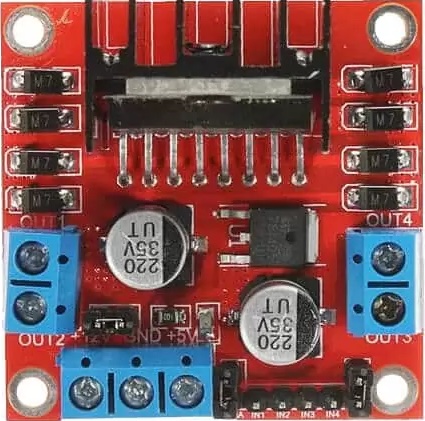 M7
M7
M7
M7
M7
M7
M7
M7
OUT1
OUT4
220
35V
UT
220
35V
UT
OUT2
+12V
GND
+5V
OUT3
A
IN1
IN2
IN3
IN4